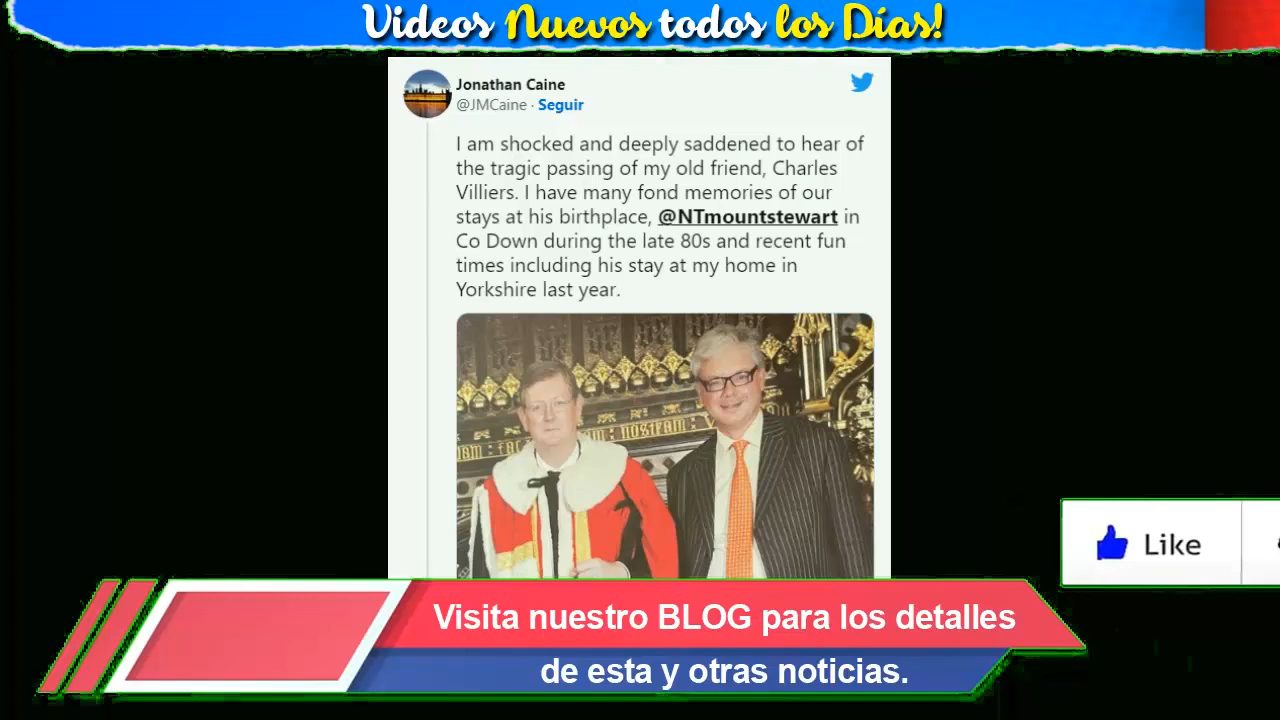 Videos Nuevos todos los Días!
Jonathan Caine
@JMCaine · Seguir
I am shocked and deeply saddened to hear of
the tragic passing of my old friend, Charles
Villiers. I have many fond memories of our
stays at his birthplace, @NTmountstewart in
Co Down during the late 80s and recent fun
times including his stay at my home in
Yorkshire last year.
nostram
Like
Visita nuestro BLOG para los detalles
de esta y otras noticias.